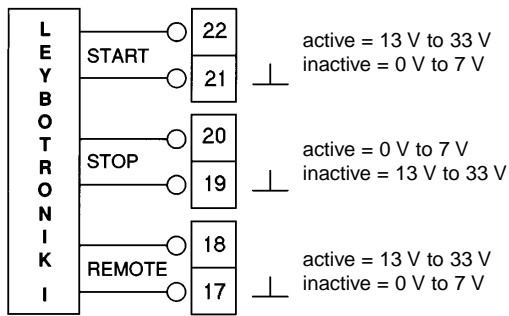 LEYBOTRONIK I
START
22
21
active = 13 V to 33 V
inactive = 0 V to 7 V
STOP
20
19
active = 0 V to 7 V
inactive = 13 V to 33 V
REMOTE
18
17
active = 13 V to 33 V
inactive = 0 V to 7 V